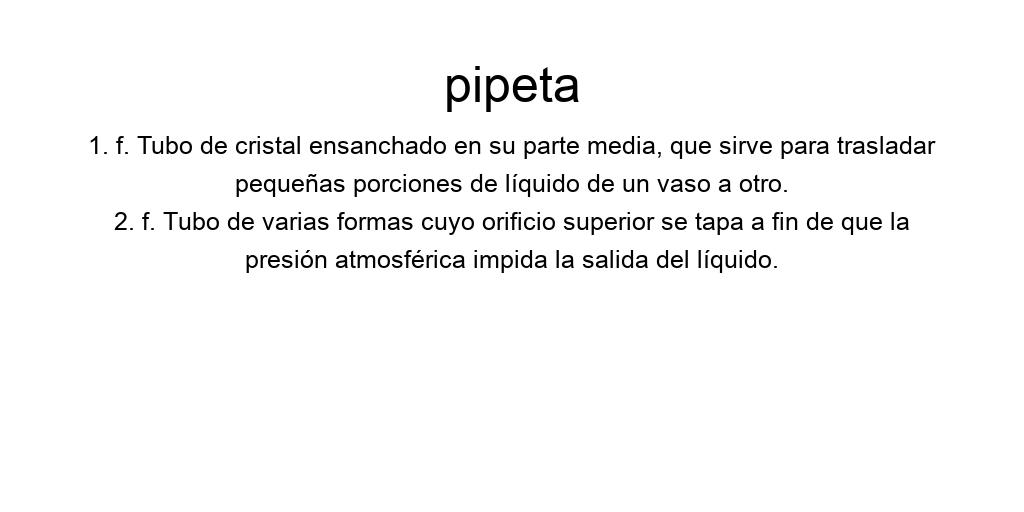 pipeta
1. f. Tubo de cristal ensanchado en su parte media, que sirve para trasladar
pequeñas porciones de líquido de un vaso a otro.
2. f. Tubo de varias formas cuyo orificio superior se tapa a fin de que la
presión atmosférica impida la salida del líquido.